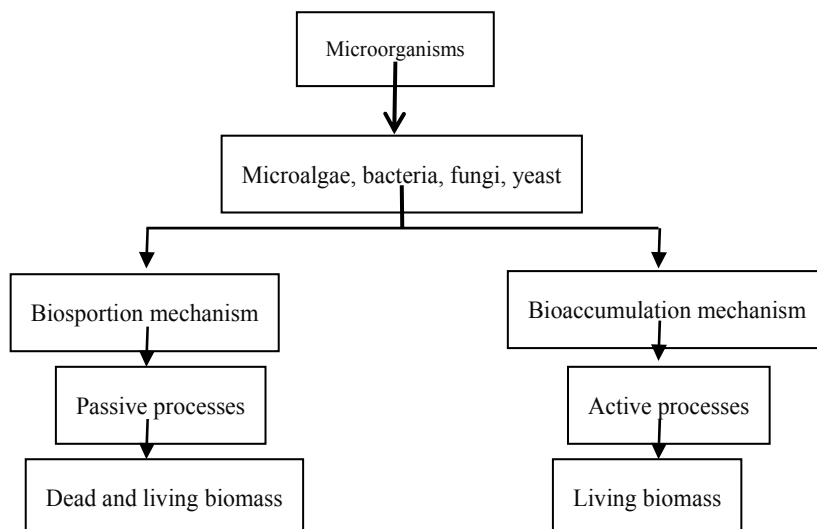 Microorganisms
Microalgae, bacteria, fungi, yeast
Biosportion mechanism
Bioaccumulation mechanism
Passive processes
Active processes
Dead and living biomass
Living biomass